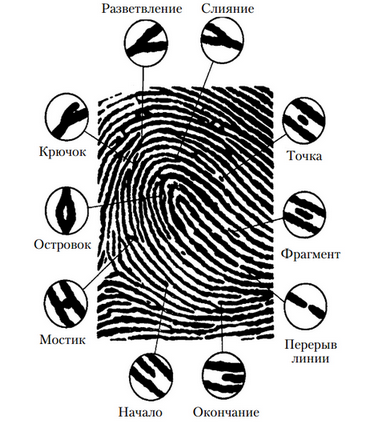 Разветвление
Слияние
Крючок
Точка
Островок
Фрагмент
Мостик
Перерыв
линии
Начало
Окончание